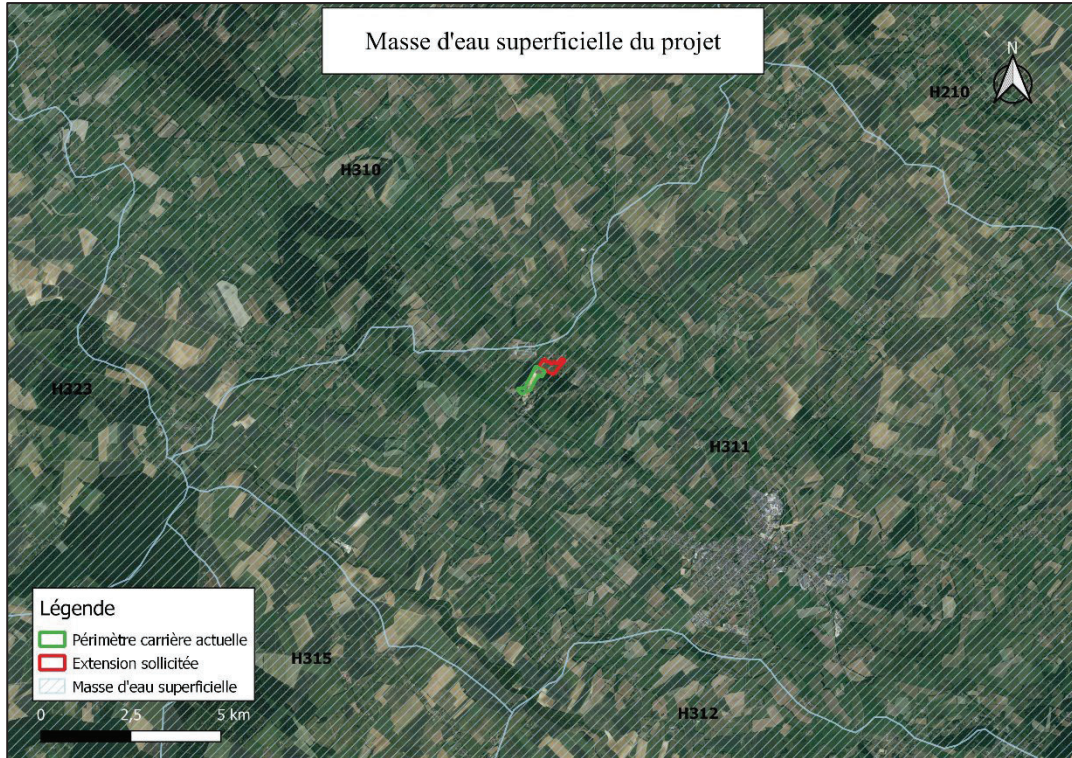 Masse d'eau superficielle du projet
N
H210
H310
H323
H311
H315
H312
Légende
Périmètre carrière actuelle
Extension sollicitée
Masse d'eau superficielle
0 2,5 5 km